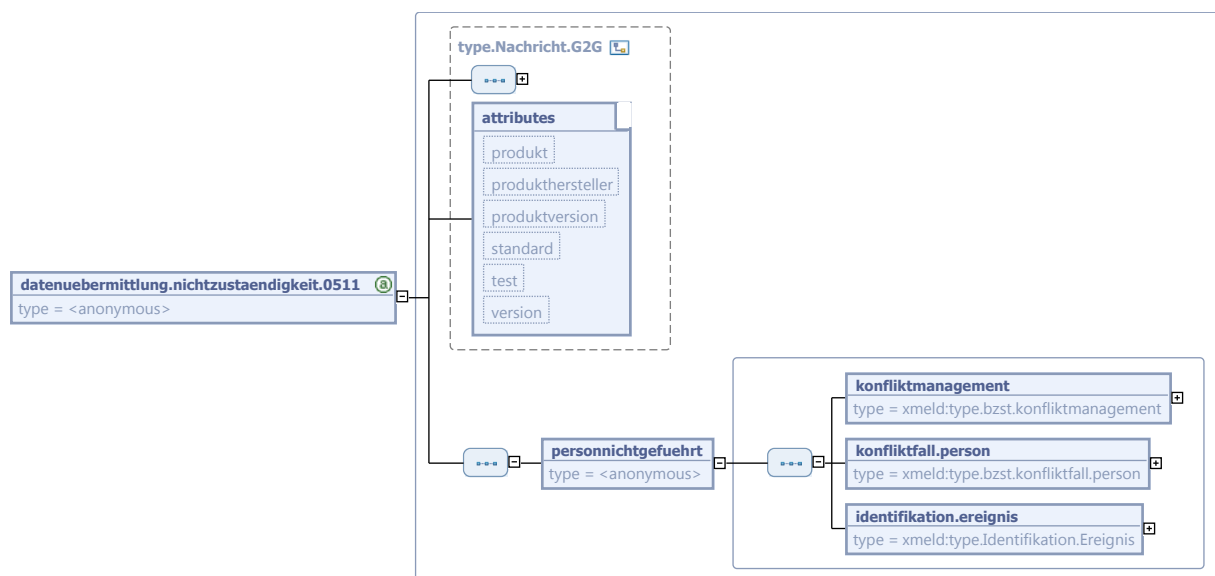 type.Nachricht.G2G
attributes
produkt
produkthersteller
produktversion
standard
test
version
datenuebermittlung.nichtzustaendigkeit.0511
a
type = <anonymous>
personnichtgefuehrt
type = <anonymous>
konfliktmanagement
type = xmeld:type.bzst.konfliktmanagement
konfliktfall.person
type = xmeld:type.bzst.konfliktfall.person
identifikation.ereignis
type = xmeld:type.Identifikation.Ereignis